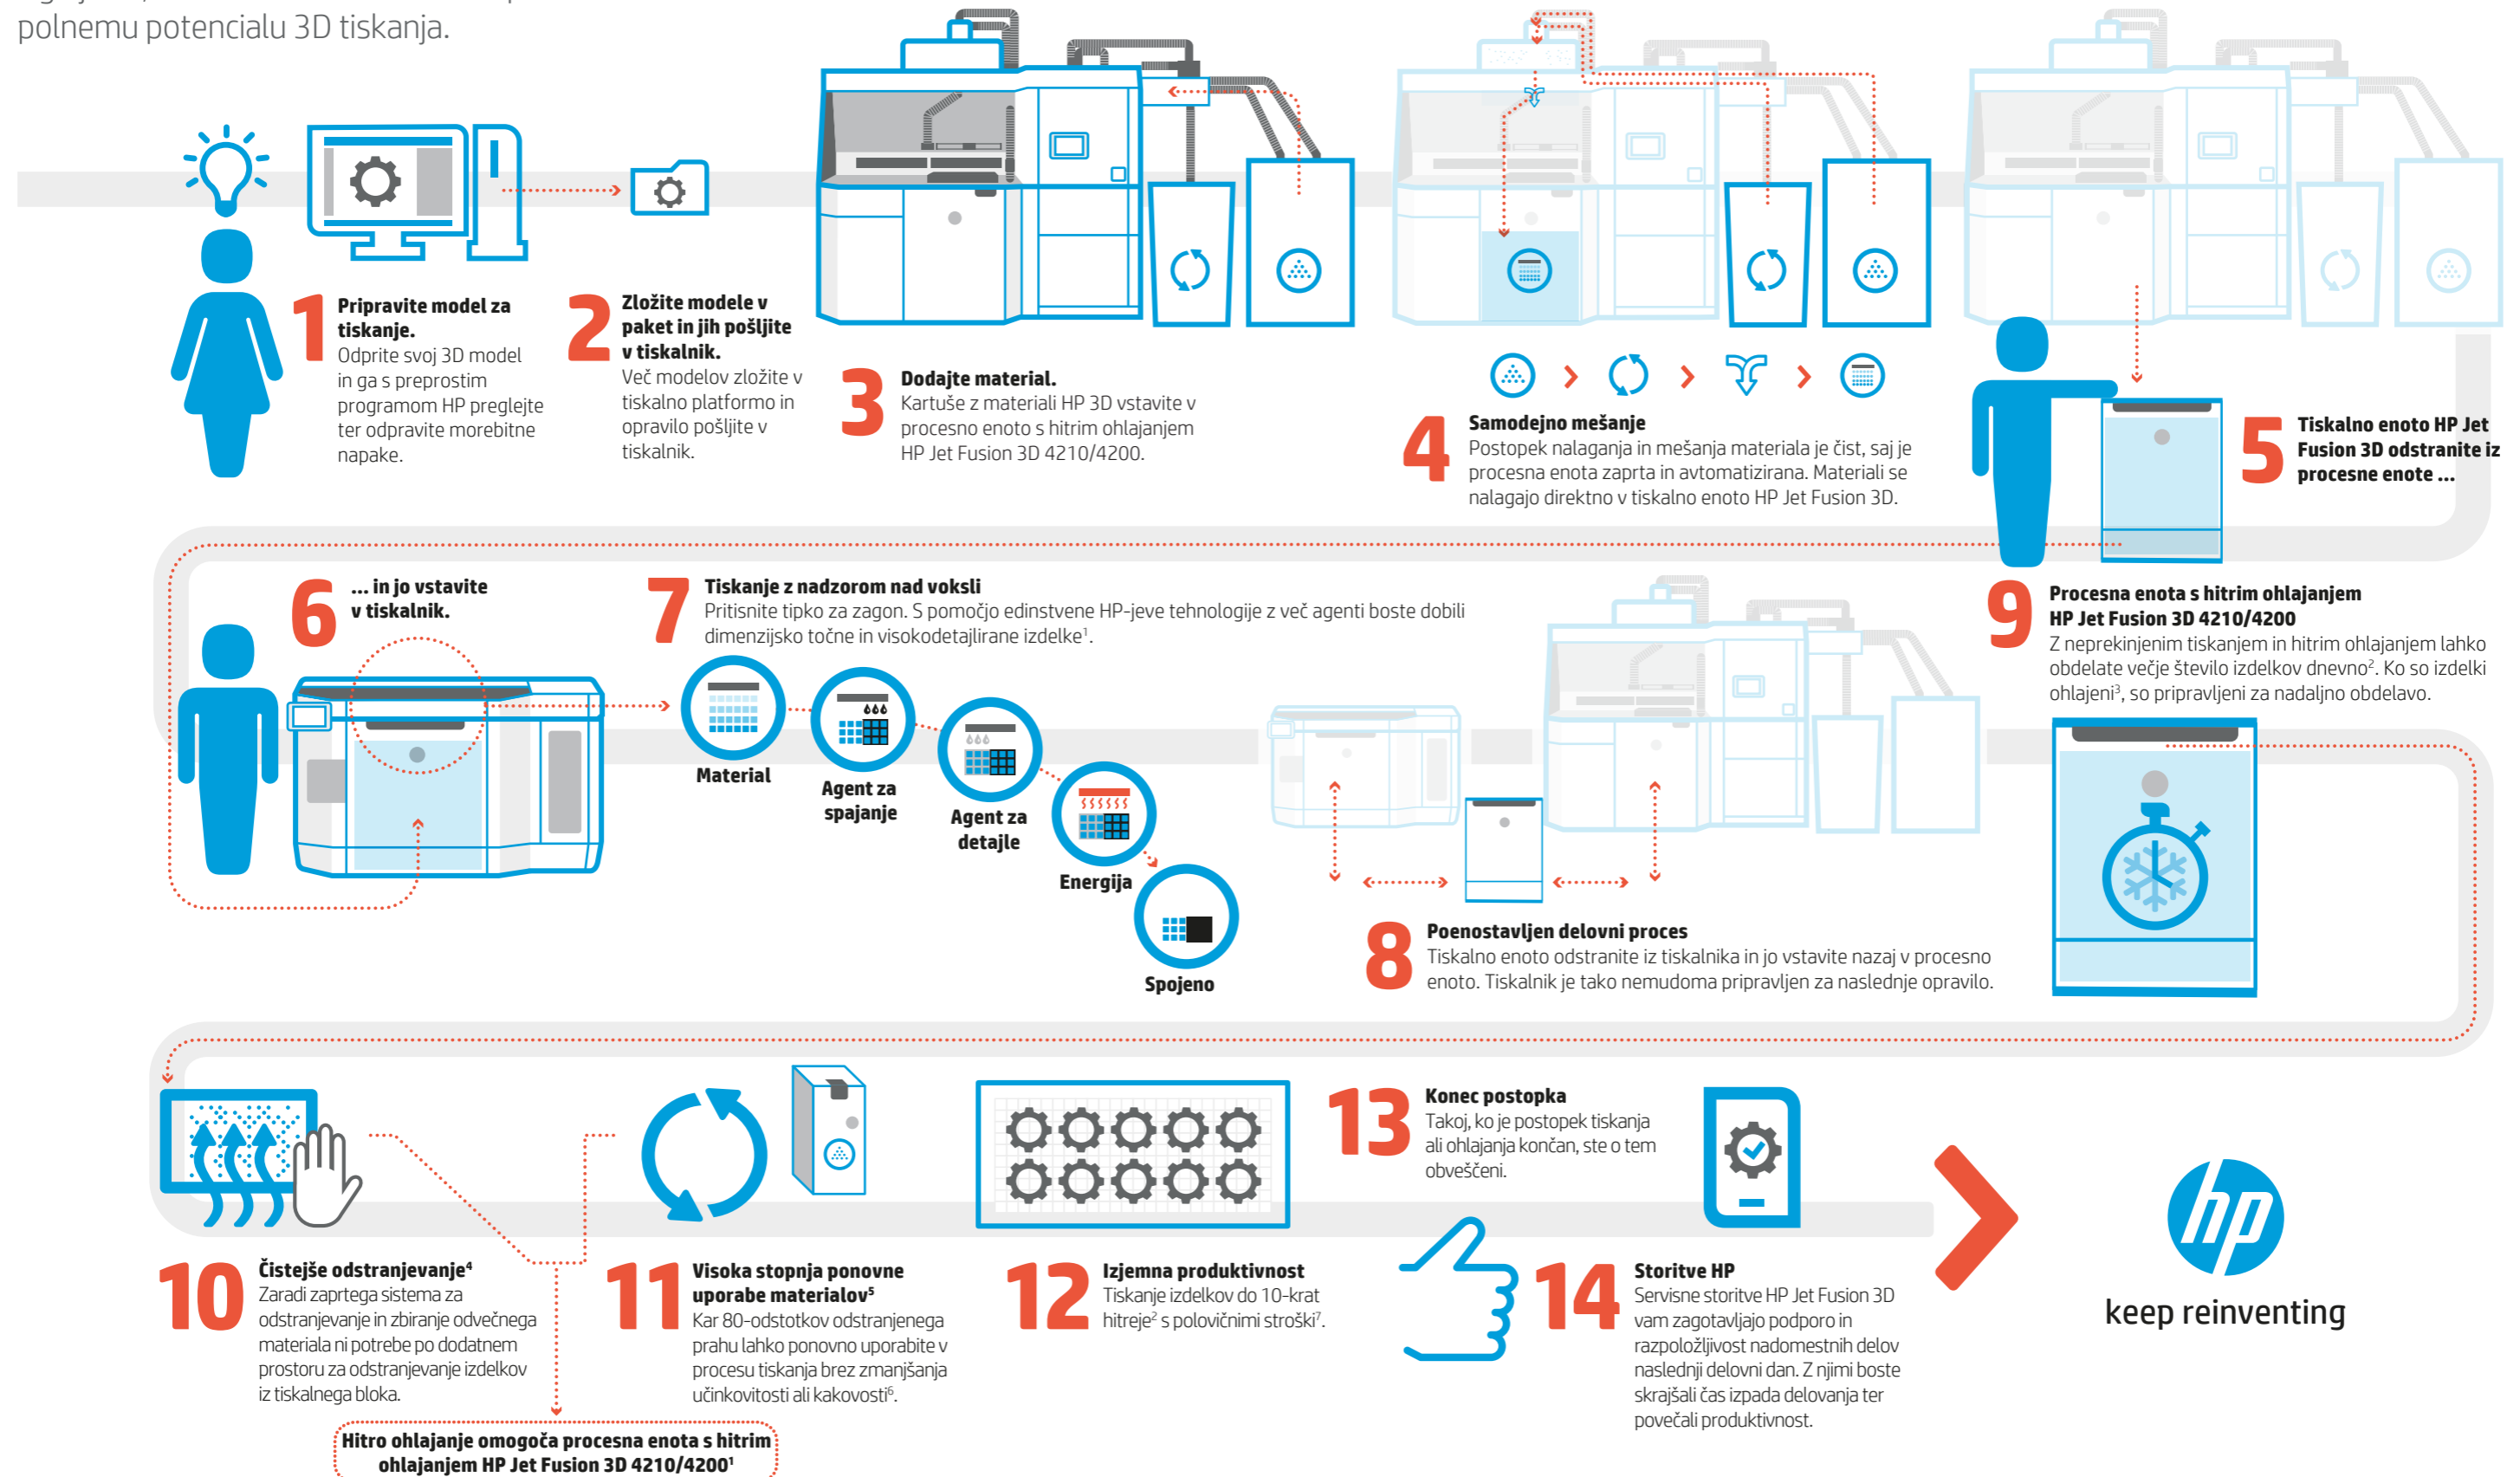 polnemu potencialu 3D tiskanja.
1
Pripravite model za
tiskanje.
Odprite svoj 3D model
in ga s preprostim
programom HP preglejte
ter odpravite morebitne
napake.
2
Zložite modele v
paket in jih pošljite
v tiskalnik.
Več modelov zložite v
tiskalno platformo in
opravilo pošljite v
tiskalnik.
3
Dodajte material.
Kartuše z materiali HP 3D vstavite v
procesno enoto s hitrim ohlajanjem
HP Jet Fusion 3D 4210/4200.
4
Samodejno mešanje
Postopek nalaganja in mešanja materiala je čist, saj je
procesna enota zaprta in avtomatizirana. Materiali se
nalagajo direktno v tiskalno enoto HP Jet Fusion 3D.
5
Tiskalno enoto HP Jet
Fusion 3D odstranite iz
procesne enote ...
6
... in jo vstavite
v tiskalnik.
7
Tiskanje z nadzorom nad voksli
Pritisnite tipko za zagon. S pomočjo edinstvene HP-jeve tehnologije z več agenti boste dobili
dimenzijsko točne in visokodetajlirane izdelke¹.
Material
Agent za
spajanje
Agent za
detajle
Energija
Spojeno
8
Poenostavljen delovni proces
Tiskalno enoto odstranite iz tiskalnika in jo vstavite nazaj v procesno
enoto. Tiskalnik je tako nemudoma pripravljen za naslednje opravilo.
9
Procesna enota s hitrim ohlajanjem
HP Jet Fusion 3D 4210/4200
Z neprekinjenim tiskanjem in hitrim ohlajanjem lahko
obdelate večje število izdelkov dnevno². Ko so izdelki
ohlajeni³, so pripravljeni za nadaljno obdelavo.
10
Čistejše odstranjevanje⁴
Zaradi zaprtega sistema za
odstranjevanje in zbiranje odvečnega
materiala ni potrebe po dodatnem
prostoru za odstranjevanje izdelkov
iz tiskalnega bloka.
11
Visoka stopnja ponovne
uporabe materialov⁵
Kar 80-odstotkov odstranjenega
prahu lahko ponovno uporabite v
procesu tiskanja brez zmanjšanja
učinkovitosti ali kakovosti⁶.
Hitro ohlajanje omogoča procesna enota s hitrim
ohlajanjem HP Jet Fusion 3D 4210/4200¹
12
Izjemna produktivnost
Tiskanje izdelkov do 10-krat
hitreje² s polovičnimi stroški⁷.
13
Konec postopka
Takoj, ko je postopek tiskanja
ali ohlajanja končan, ste o tem
obveščeni.
14
Storitve HP
Servisne storitve HP Jet Fusion 3D
vam zagotavljajo podporo in
razpoložljivost nadomestnih delov
naslednji delovni dan. Z njimi boste
skrajšali čas izpada delovanja ter
povečali produktivnost.
hp
keep reinventing